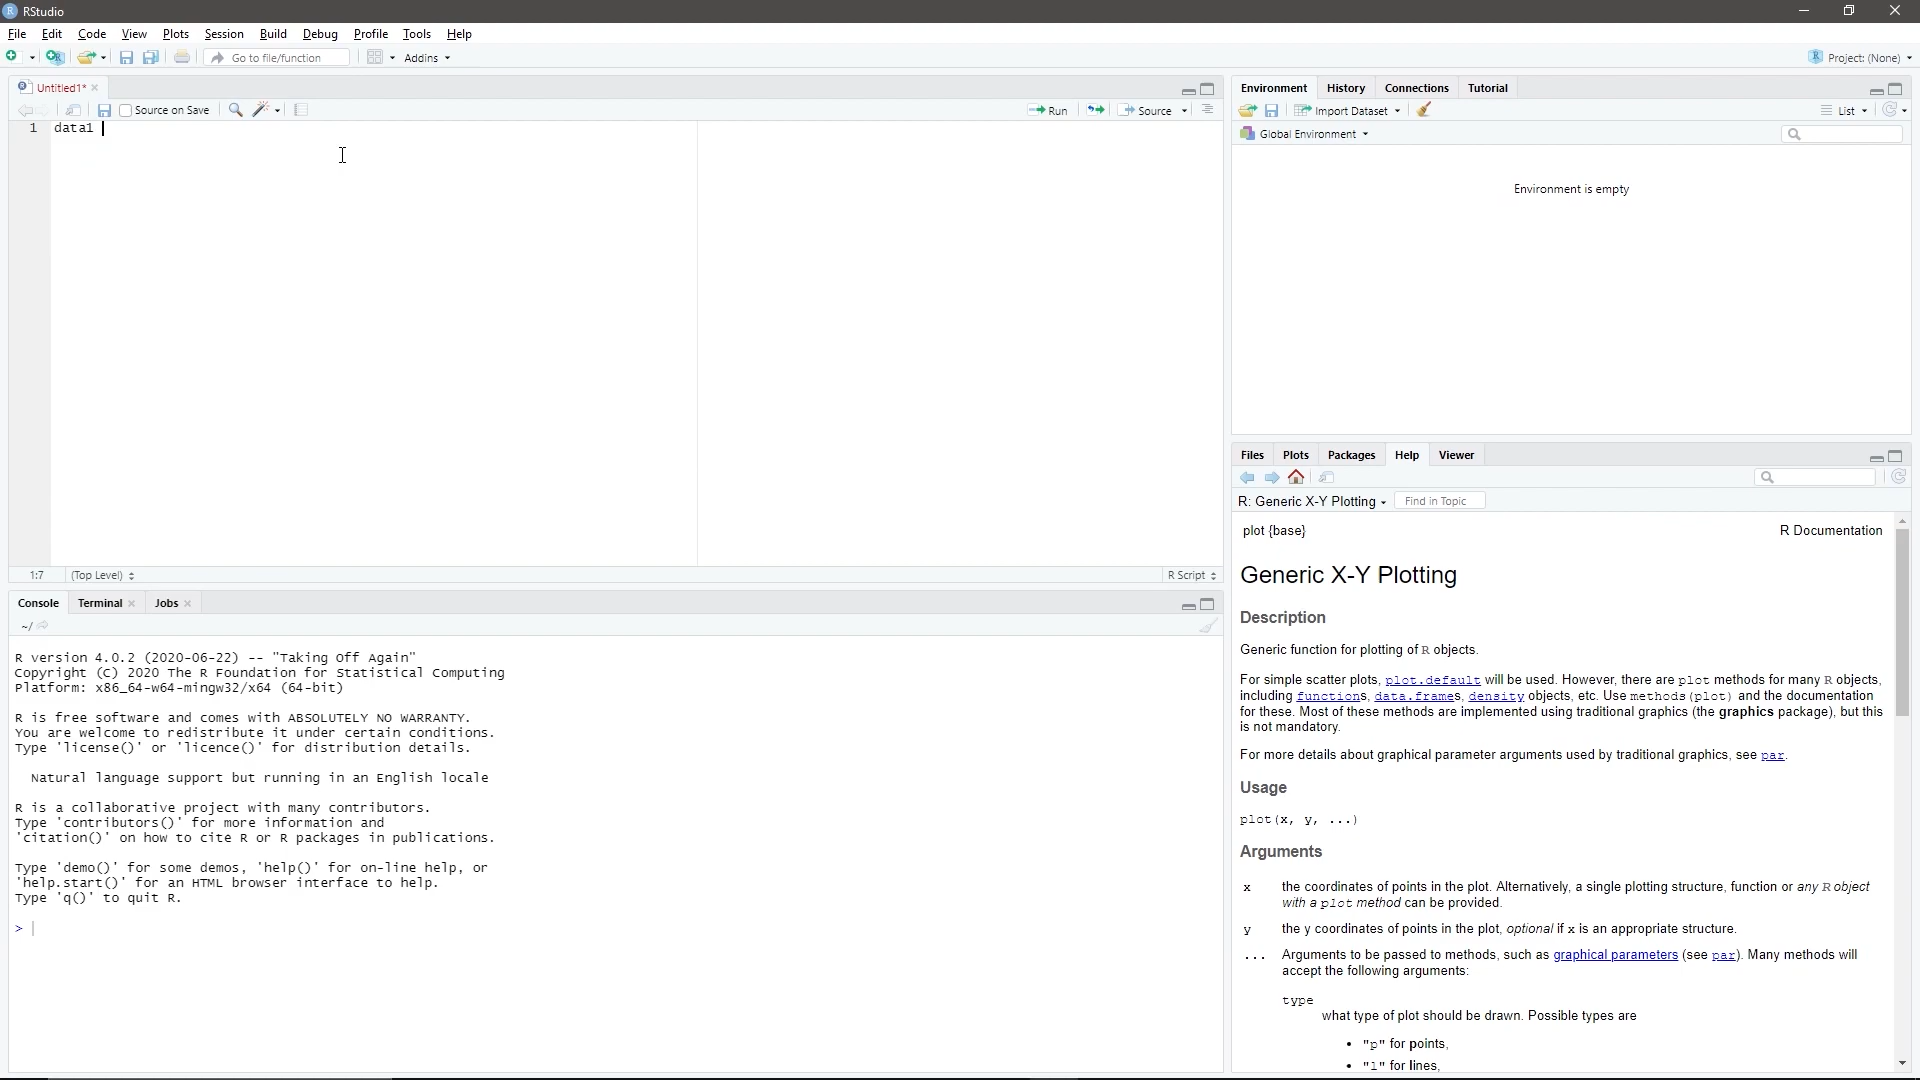 RStudio
File Edit Code View Plots Session Build Debug Profile Tools Help
Go to file/function Addins Project: (None)
Untitled1*
Source on Save Run Source
1 data1
1:7 (Top Level) R Script
Console Terminal Jobs
~/
R version 4.0.2 (2020-06-22) -- "Taking Off Again"
Copyright (C) 2020 The R Foundation for Statistical Computing
Platform: x86_64-w64-mingw32/x64 (64-bit)
R is free software and comes with ABSOLUTELY NO WARRANTY.
You are welcome to redistribute it under certain conditions.
Type 'license()' or 'licence()' for distribution details.
Natural language support but running in an English locale
R is a collaborative project with many contributors.
Type 'contributors()' for more information and
'citation()' on how to cite R or R packages in publications.
Type 'demo()' for some demos, 'help()' for on-line help, or
'help.start()' for an HTML browser interface to help.
Type 'q()' to quit R.
>
Environment History Connections Tutorial
Import Dataset List
Global Environment
Environment is empty
Files Plots Packages Help Viewer
R: Generic X-Y Plotting Find in Topic
plot {base} R Documentation
Generic X-Y Plotting
Description
Generic function for plotting of R objects.
For simple scatter plots, plot.default will be used. However, there are plot methods for many R objects,
including functions, data.frames, density objects, etc. Use methods(plot) and the documentation
for these. Most of these methods are implemented using traditional graphics (the graphics package), but this
is not mandatory.
For more details about graphical parameter arguments used by traditional graphics, see par.
Usage
plot(x, y, ...)
Arguments
x the coordinates of points in the plot. Alternatively, a single plotting structure, function or any R object
with a plot method can be provided.
y the y coordinates of points in the plot, optional if x is an appropriate structure.
... Arguments to be passed to methods, such as graphical parameters (see par). Many methods will
accept the following arguments:
type
what type of plot should be drawn. Possible types are
• "p" for points,
• "l" for lines,